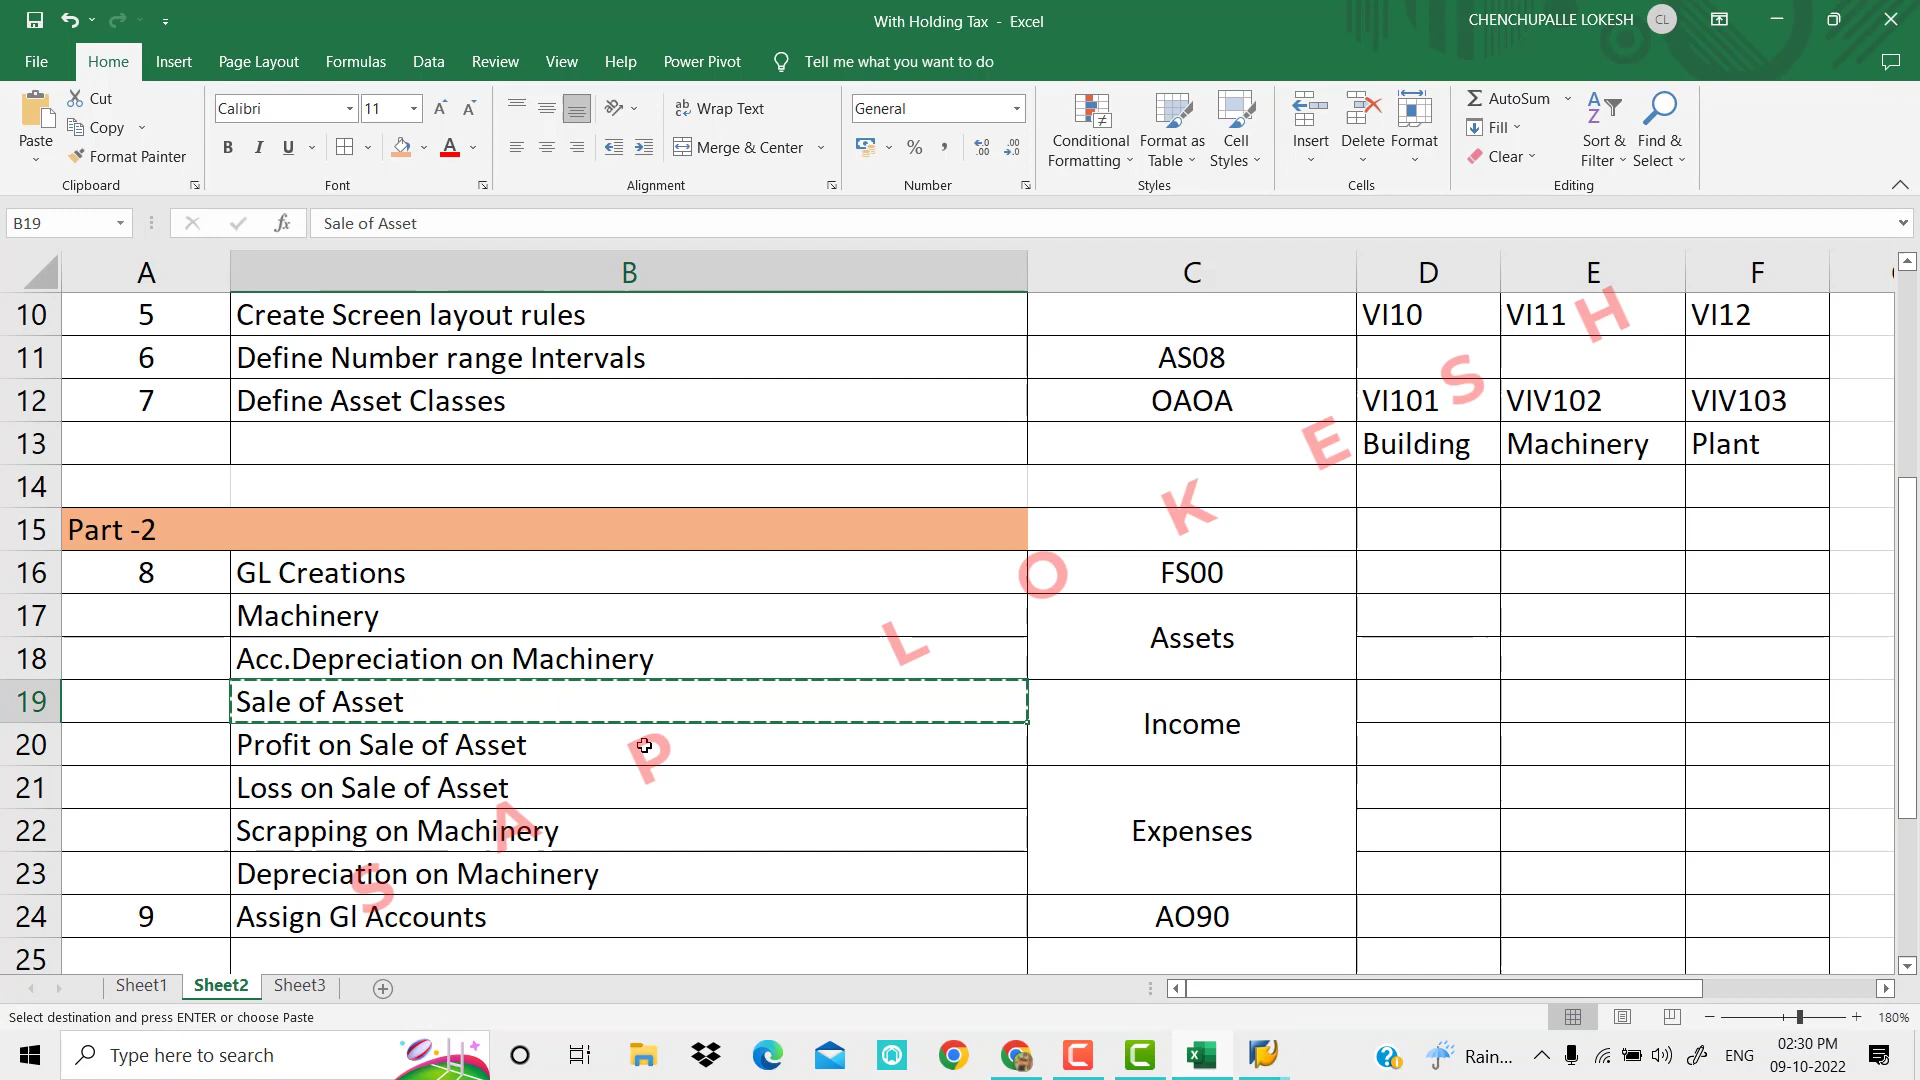 With Holding Tax - Excel
CHENCHUPALLE LOKESH CL
File Home Insert Page Layout Formulas Data Review View Help Power Pivot Tell me what you want to do
Paste
Cut
Copy
Format Painter
Clipboard
Calibri 11
B I U
Font
Wrap Text
Merge & Center
Alignment
General
Number
Conditional Formatting
Format as Table
Cell Styles
Styles
Insert Delete Format
Cells
AutoSum
Fill
Clear
Sort & Filter
Find & Select
Editing
B19 fx Sale of Asset
A B C D E F
10 5 Create Screen layout rules VI10 VI11 VI12
11 6 Define Number range Intervals AS08
12 7 Define Asset Classes OAOA VI101 VIV102 VIV103
13 Building Machinery Plant
14
15 Part -2
16 8 GL Creations FS00
17 Machinery
Assets
18 Acc.Depreciation on Machinery
19 Sale of Asset
Income
20 Profit on Sale of Asset
21 Loss on Sale of Asset
22 Scrapping on Machinery Expenses
23 Depreciation on Machinery
24 9 Assign Gl Accounts AO90
25
SAP LOKESH
Sheet1 Sheet2 Sheet3
Select destination and press ENTER or choose Paste
180%
Type here to search
Rain... ENG
02:30 PM
09-10-2022